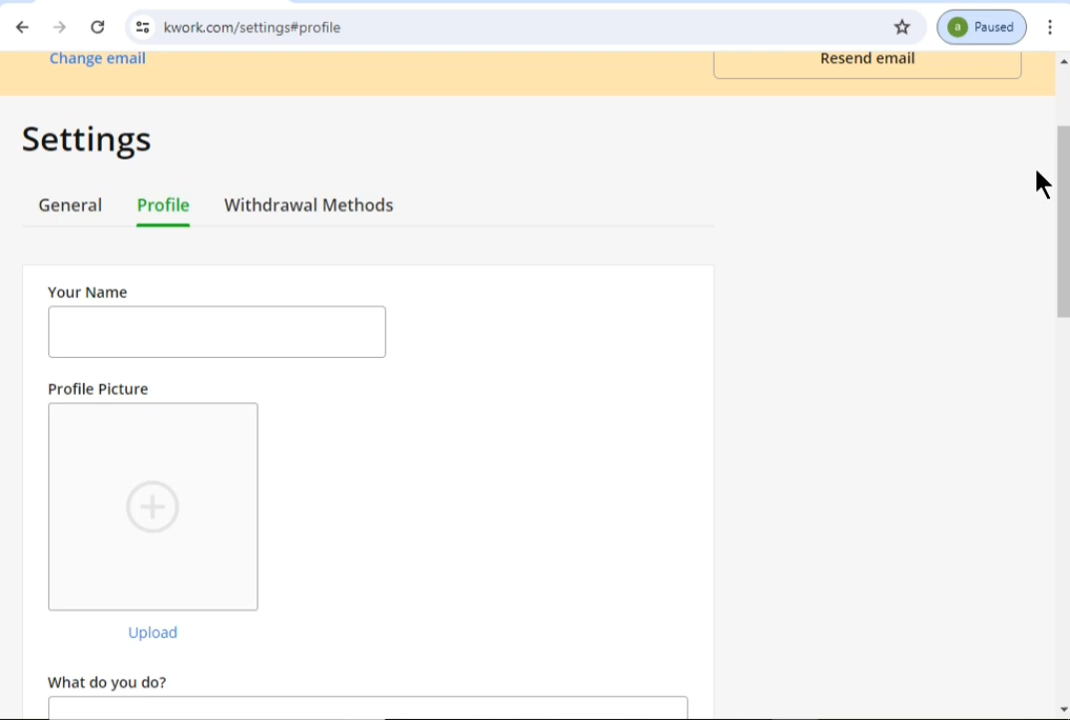 kwork.com/settings#profile
a Paused
Change email
Resend email
Settings
General Profile Withdrawal Methods
Your Name
Profile Picture
Upload
What do you do?